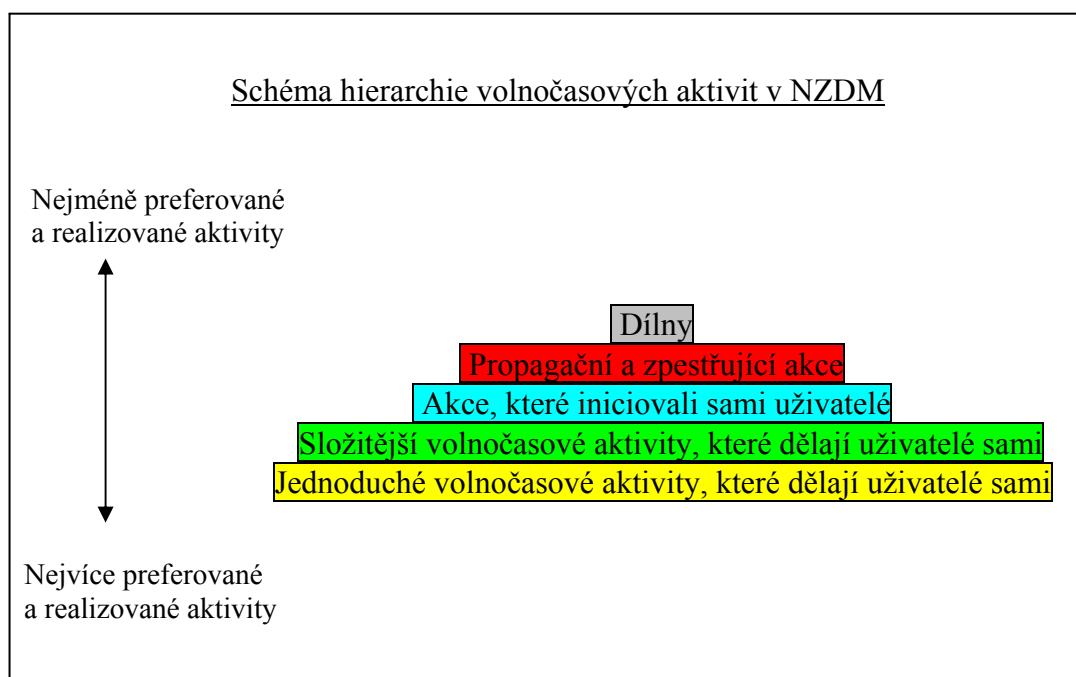 Schéma hierarchie volnočasových aktivit v NZDM
Nejméně preferované
a realizované aktivity
Dílny
Propagační a zpestřující akce
Akce, které iniciovali sami uživatelé
Složitější volnočasové aktivity, které dělají uživatelé sami
Jednoduché volnočasové aktivity, které dělají uživatelé sami
Nejvíce preferované
a realizované aktivity